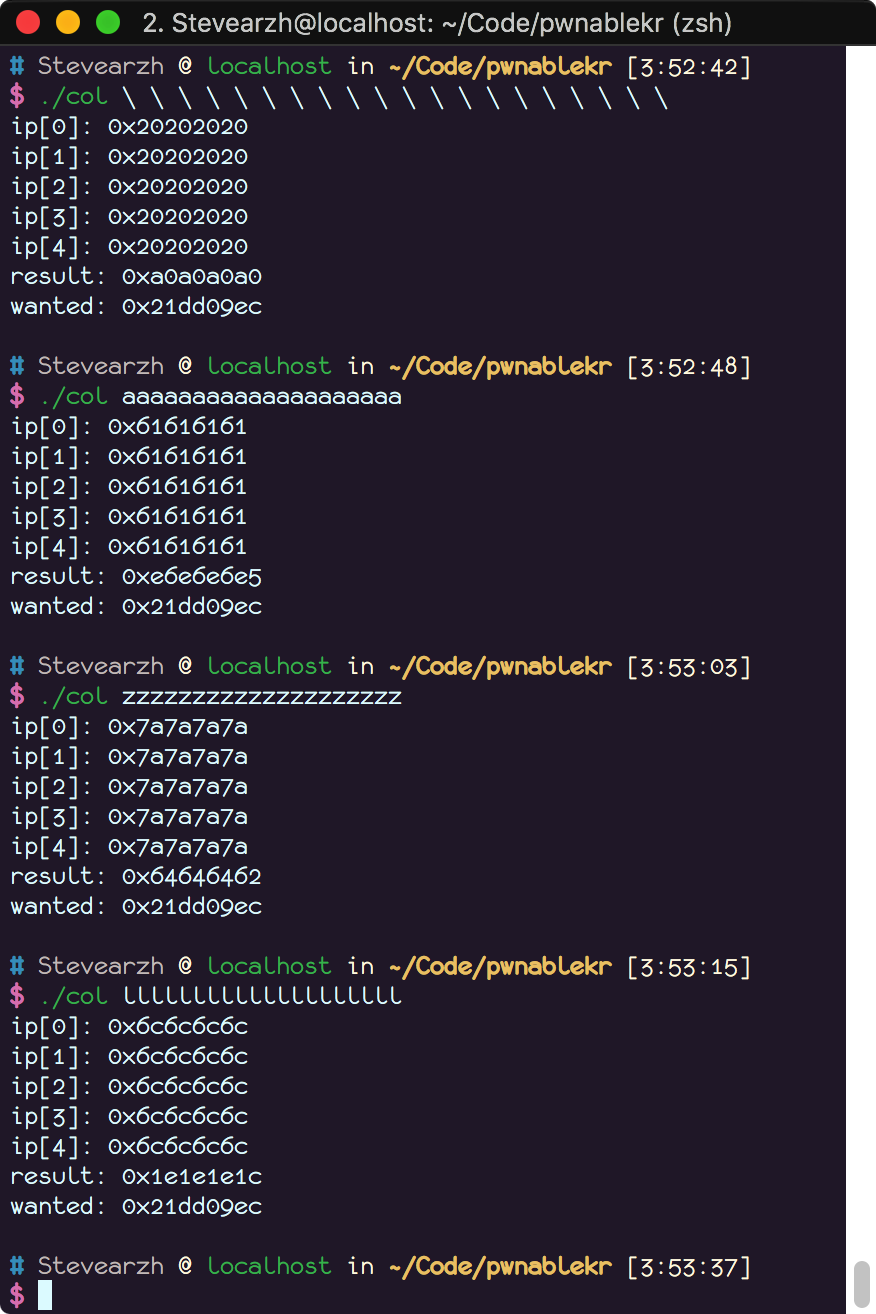 2. Stevearzh@localhost: ~/Code/pwnablekr (zsh)
# Stevearzh @ localhost in ~/Code/pwnablekr [3:52:42]
$ ./col \ \ \ \ \ \ \ \ \ \ \ \ \ \ \ \ \ \ \ \
ip[0]: 0x20202020
ip[1]: 0x20202020
ip[2]: 0x20202020
ip[3]: 0x20202020
ip[4]: 0x20202020
result: 0xa0a0a0a0
wanted: 0x21dd09ec
# Stevearzh @ localhost in ~/Code/pwnablekr [3:52:48]
$ ./col aaaaaaaaaaaaaaaaaaaa
ip[0]: 0x61616161
ip[1]: 0x61616161
ip[2]: 0x61616161
ip[3]: 0x61616161
ip[4]: 0x61616161
result: 0xe6e6e6e5
wanted: 0x21dd09ec
# Stevearzh @ localhost in ~/Code/pwnablekr [3:53:03]
$ ./col zzzzzzzzzzzzzzzzzzzz
ip[0]: 0x7a7a7a7a
ip[1]: 0x7a7a7a7a
ip[2]: 0x7a7a7a7a
ip[3]: 0x7a7a7a7a
ip[4]: 0x7a7a7a7a
result: 0x64646462
wanted: 0x21dd09ec
# Stevearzh @ localhost in ~/Code/pwnablekr [3:53:15]
$ ./col llllllllllllllllllll
ip[0]: 0x6c6c6c6c
ip[1]: 0x6c6c6c6c
ip[2]: 0x6c6c6c6c
ip[3]: 0x6c6c6c6c
ip[4]: 0x6c6c6c6c
result: 0x1e1e1e1c
wanted: 0x21dd09ec
# Stevearzh @ localhost in ~/Code/pwnablekr [3:53:37]
$